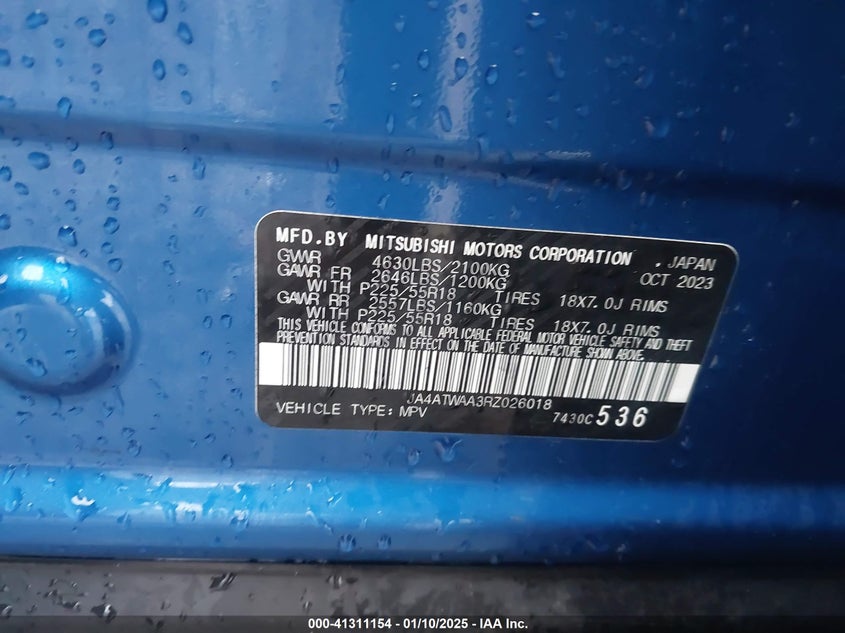 MFD.BY MITSUBISHI MOTORS CORPORATION . JAPAN
GVWR 4630LBS/2100KG OCT 2023
GAWR FR 2646LBS/1200KG
WITH P225/55R18 TIRES 18X7.0J RIMS
GAWR RR 2557LBS/1160KG
WITH P225/55R18 TIRES 18X7.0J RIMS
THIS VEHICLE CONFORMS TO ALL APPLICABLE FEDERAL MOTOR VEHICLE SAFETY AND THEFT
PREVENTION STANDARDS IN EFFECT ON THE DATE OF MANUFACTURE SHOWN ABOVE.
JA4ATWAA3RZ026018
VEHICLE TYPE:MPV 7430C 536
000-41311154 - 01/10/2025 - IAA Inc.